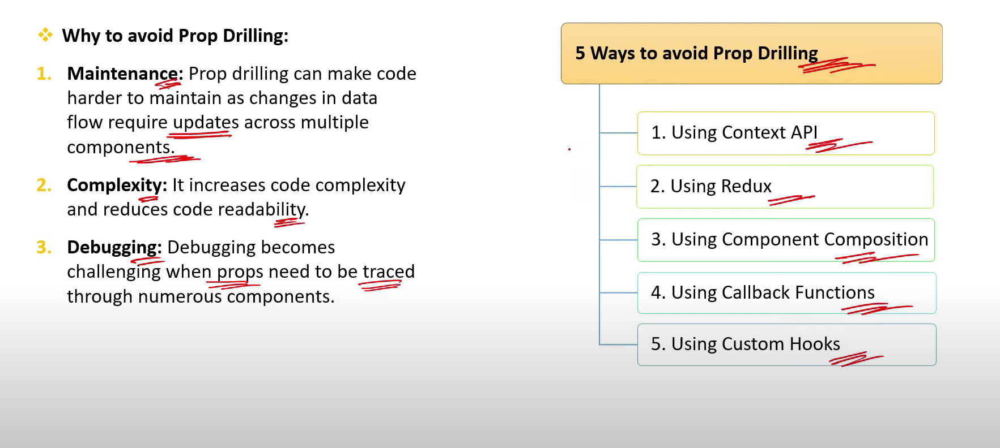 Why to avoid Prop Drilling:
1. Maintenance: Prop drilling can make code
harder to maintain as changes in data
flow require updates across multiple
components.
2. Complexity: It increases code complexity
and reduces code readability.
3. Debugging: Debugging becomes
challenging when props need to be traced
through numerous components.
5 Ways to avoid Prop Drilling
1. Using Context API
2. Using Redux
3. Using Component Composition
4. Using Callback Functions
5. Using Custom Hooks